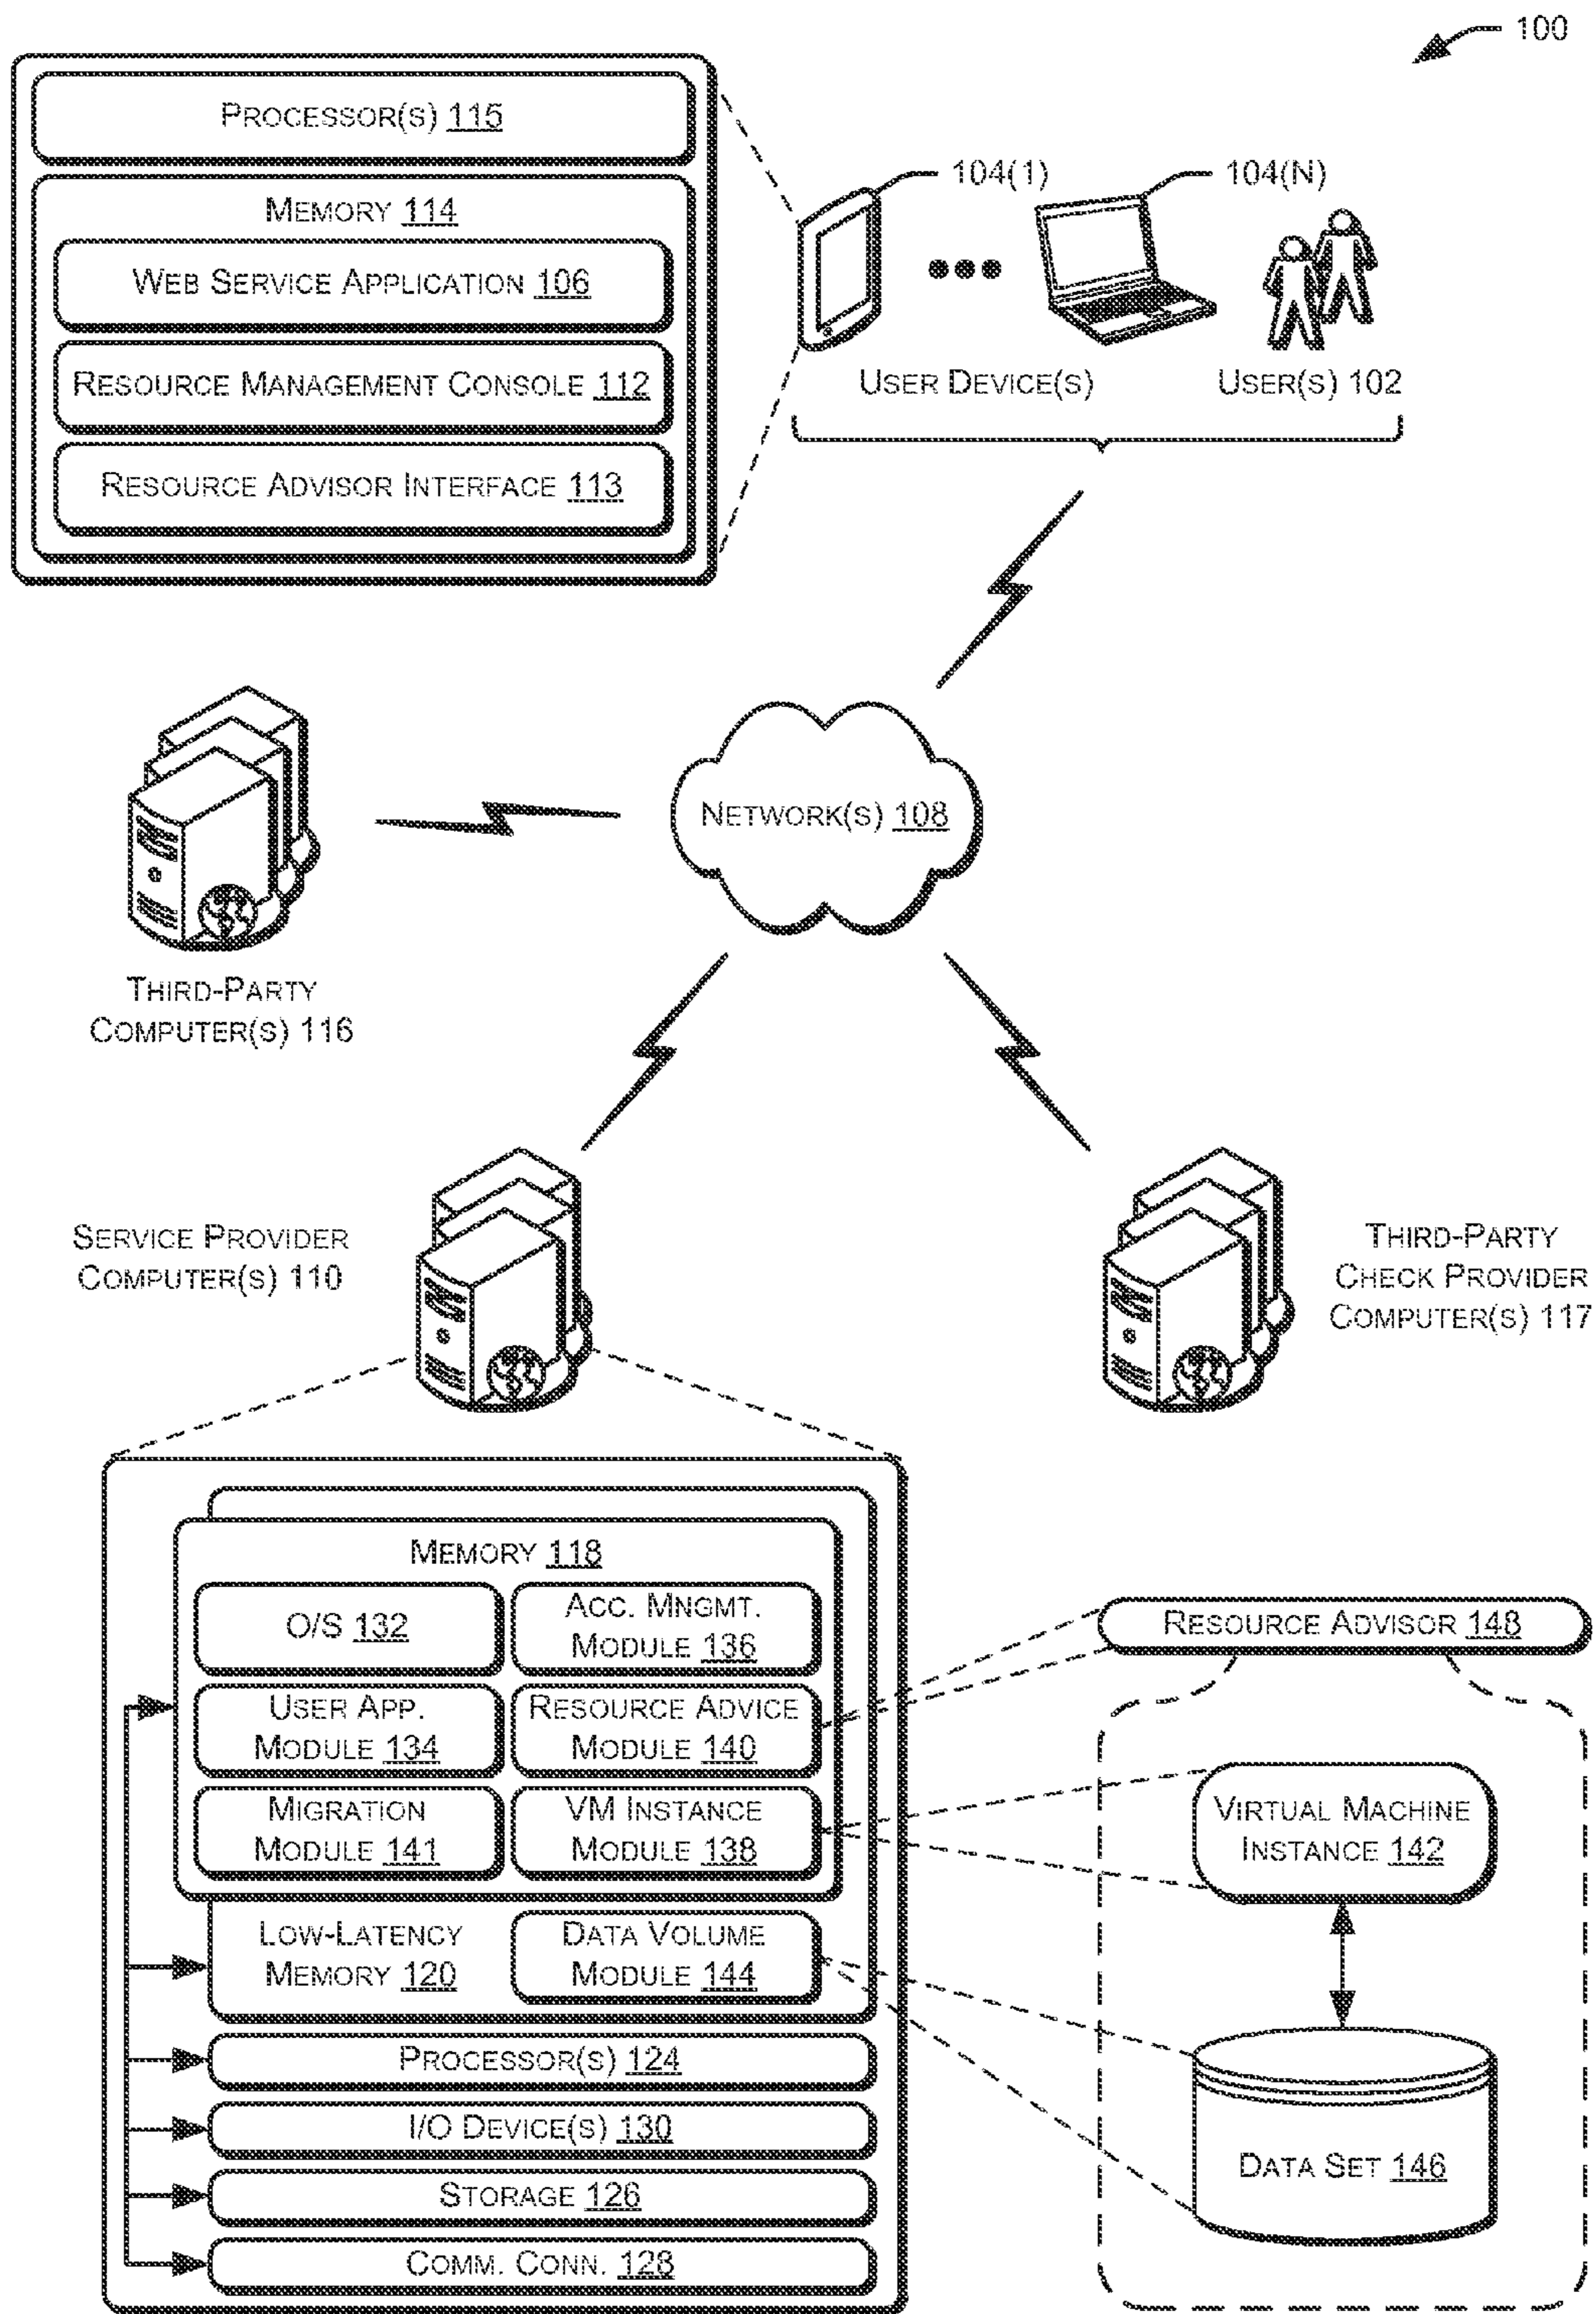 100
PROCESSOR(S) 115
MEMORY 114
WEB SERVICE APPLICATION 106
RESOURCE MANAGEMENT CONSOLE 112
RESOURCE ADVISOR INTERFACE 113
104(1)
104(N)
USER DEVICE(S)
USER(S) 102
NETWORK(S) 108
THIRD-PARTY
COMPUTER(S) 116
SERVICE PROVIDER
COMPUTER(S) 110
THIRD-PARTY
CHECK PROVIDER
COMPUTER(S) 117
MEMORY 118
O/S 132
ACC. MNGMT.
MODULE 136
USER APP.
MODULE 134
RESOURCE ADVICE
MODULE 140
MIGRATION
MODULE 141
VM INSTANCE
MODULE 138
LOW-LATENCY
MEMORY 120
DATA VOLUME
MODULE 144
PROCESSOR(S) 124
I/O DEVICE(S) 130
STORAGE 126
COMM. CONN. 128
RESOURCE ADVISOR 148
VIRTUAL MACHINE
INSTANCE 142
DATA SET 146